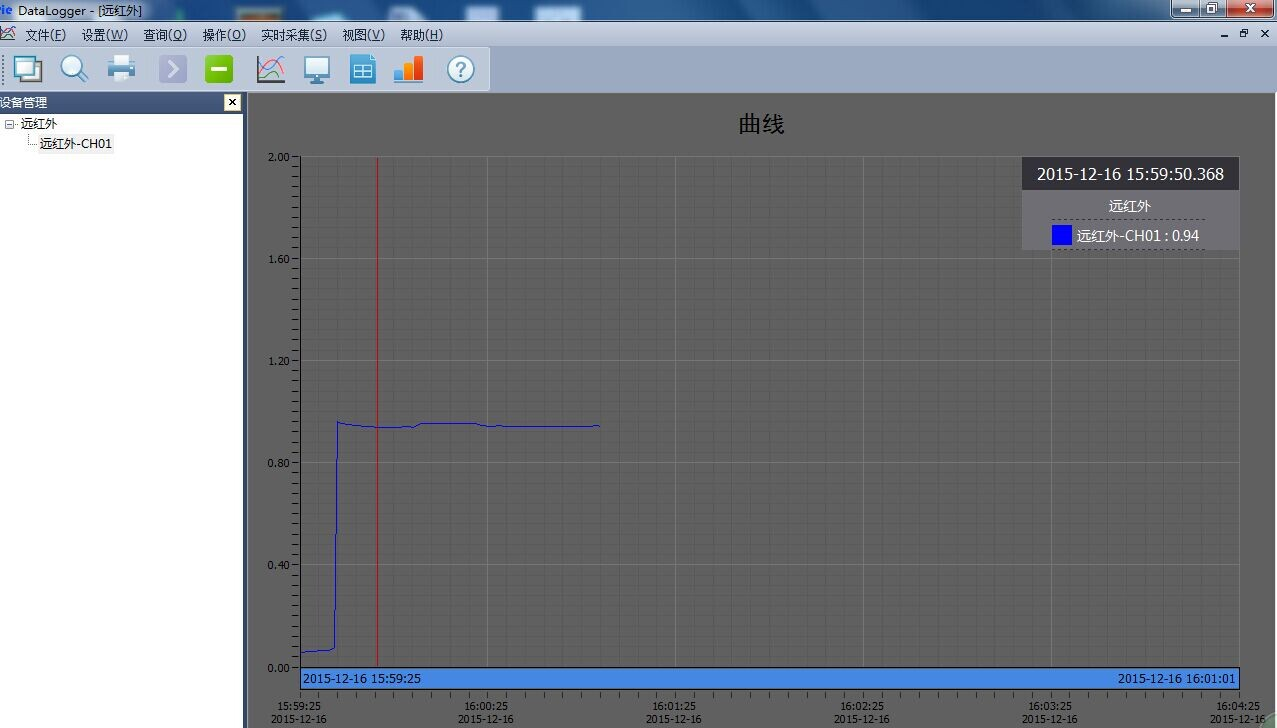 DataLogger - [远红外]
文件(F) 设置(W) 查询(Q) 操作(O) 实时采集(S) 视图(V) 帮助(H)
设备管理
远红外
远红外-CH01
曲线
2015-12-16 15:59:50.368
远红外
远红外-CH01 : 0.94
2.00
1.60
1.20
0.80
0.40
0.00
2015-12-16 15:59:25 2015-12-16 16:01:01
15:59:25 16:00:25 16:01:25 16:02:25 16:03:25 16:04:25
2015-12-16 2015-12-16 2015-12-16 2015-12-16 2015-12-16 2015-12-16